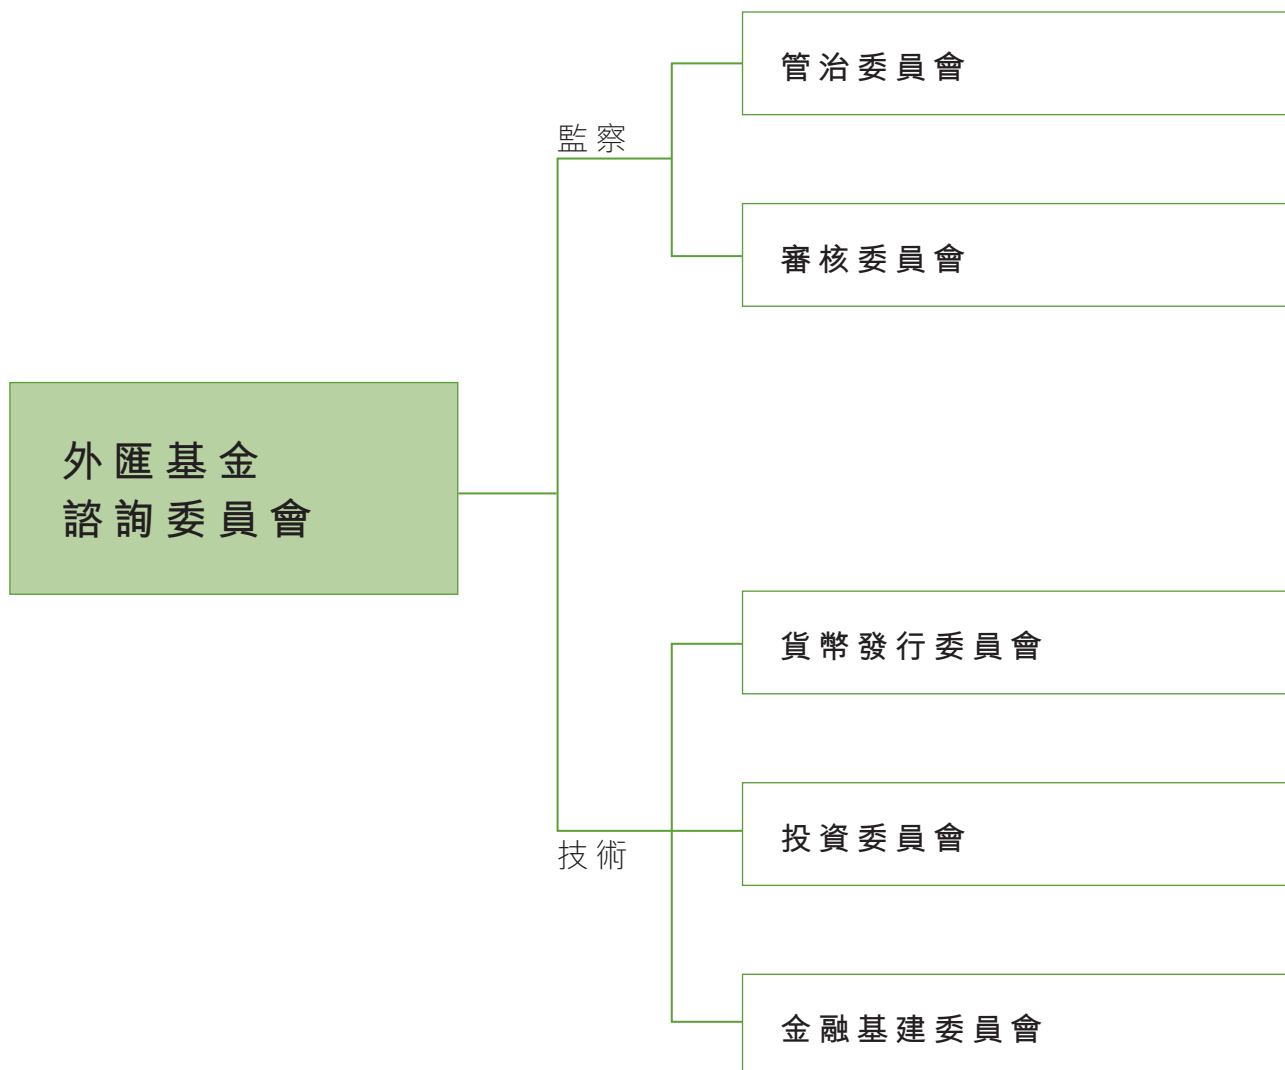 管治委員會
監察
審核委員會
外匯基金
諮詢委員會
貨幣發行委員會
投資委員會
技術
金融基建委員會